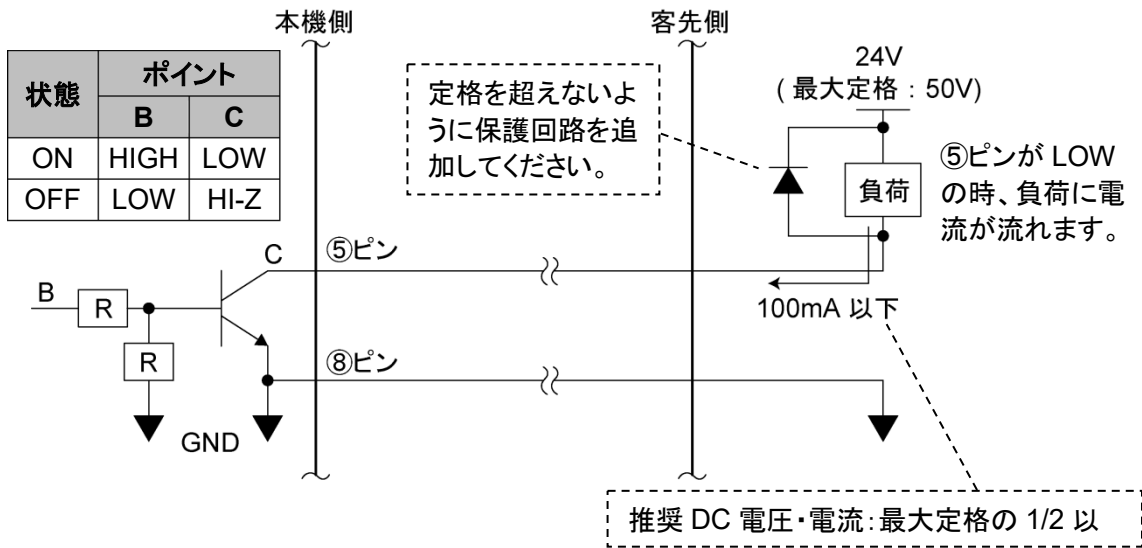 本機側
客先側
状態 ポイント
B C
ON HIGH LOW
OFF LOW HI-Z
定格を超えないよ
うに保護回路を追
加してください。
24V
( 最大定格 : 50V)
負荷
⑤ピンが LOW
の時、負荷に電
流が流れます。
C
⑤ピン
B
R
R
100mA 以下
⑧ピン
GND
推奨 DC 電圧・電流:最大定格の 1/2 以